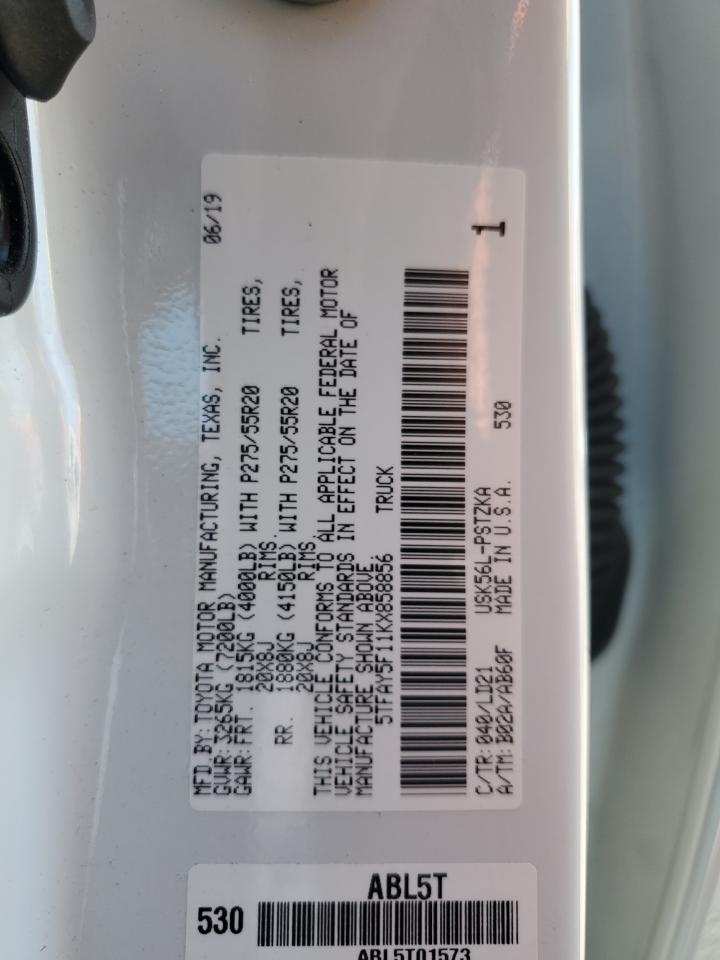 MFD.BY:TOYOTA MOTOR MANUFACTURING, TEXAS, INC. 06/19
GVWR:3265KG (7200LB)
GAWR:FRT. 1815KG (4000LB) WITH P275/55R20 TIRES,
20X8J RIMS.
RR. 1880KG (4150LB) WITH P275/55R20 TIRES,
20X8J RIMS.
THIS VEHICLE CONFORMS TO ALL APPLICABLE FEDERAL MOTOR
VEHICLE SAFETY STANDARDS IN EFFECT ON THE DATE OF
MANUFACTURE SHOWN ABOVE.
5TFAY5F11KX858856 TRUCK
1
C/TR:040/LD21 USK56L-PSTZKA
A/TM:B02A/AB60F MADE IN U.S.A. 530
ABL5T
530
ABL5T01573